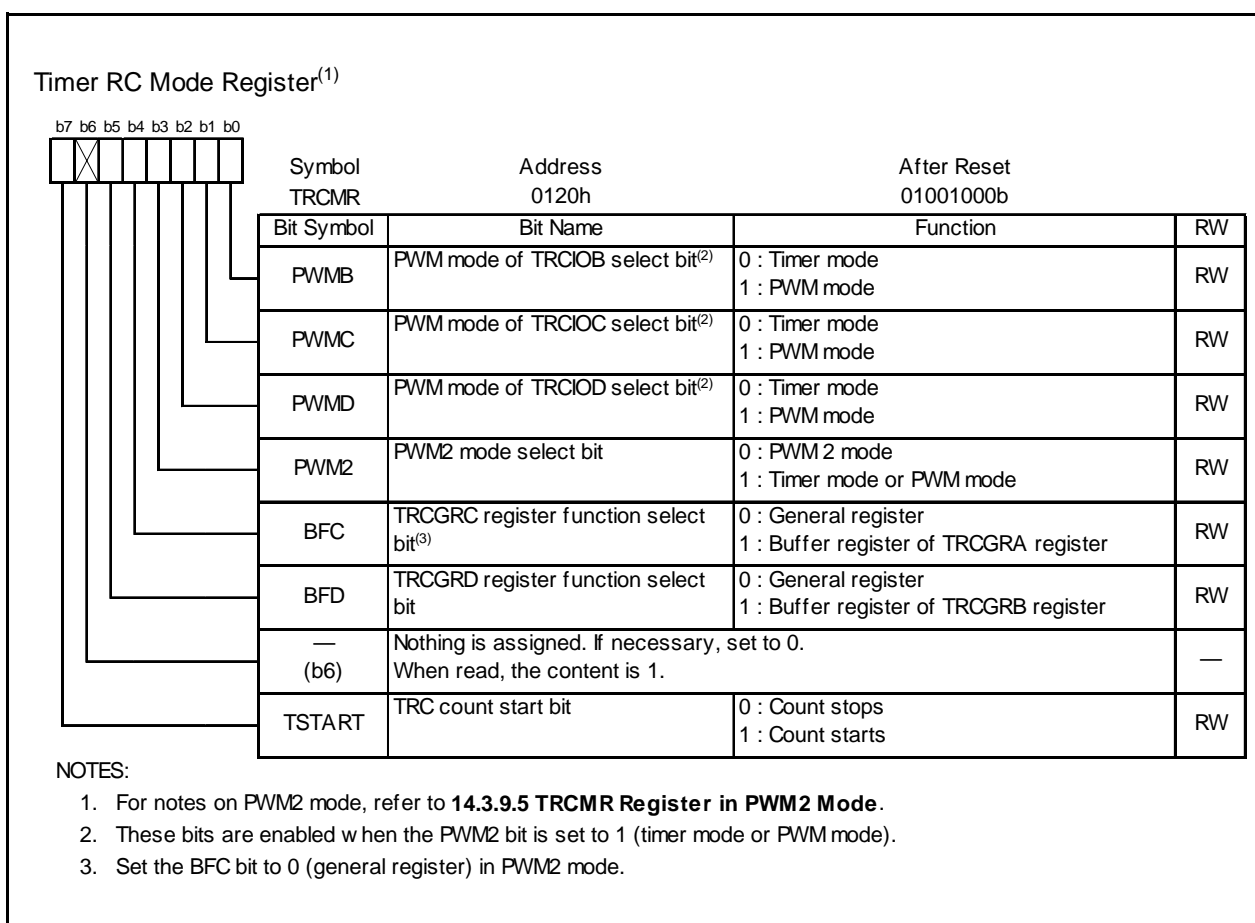 Timer RC Mode Register(1)
b7 b6 b5 b4 b3 b2 b1 b0
Symbol Address After Reset
TRCMR 0120h 01001000b
Bit Symbol Bit Name Function RW
PWMB PWM mode of TRCIOB select bit(2) 0 : Timer mode RW
1 : PWM mode
PWMC PWM mode of TRCIOC select bit(2) 0 : Timer mode RW
1 : PWM mode
PWMD PWM mode of TRCIOD select bit(2) 0 : Timer mode RW
1 : PWM mode
PWM2 PWM2 mode select bit 0 : PWM 2 mode RW
1 : Timer mode or PWM mode
BFC TRCGRC register function select 0 : General register RW
bit(3) 1 : Buffer register of TRCGRA register
BFD TRCGRD register function select 0 : General register RW
bit 1 : Buffer register of TRCGRB register
— Nothing is assigned. If necessary, set to 0. —
(b6) When read, the content is 1.
TSTART TRC count start bit 0 : Count stops RW
1 : Count starts
NOTES:
1. For notes on PWM2 mode, refer to 14.3.9.5 TRCMR Register in PWM2 Mode.
2. These bits are enabled when the PWM2 bit is set to 1 (timer mode or PWM mode).
3. Set the BFC bit to 0 (general register) in PWM2 mode.